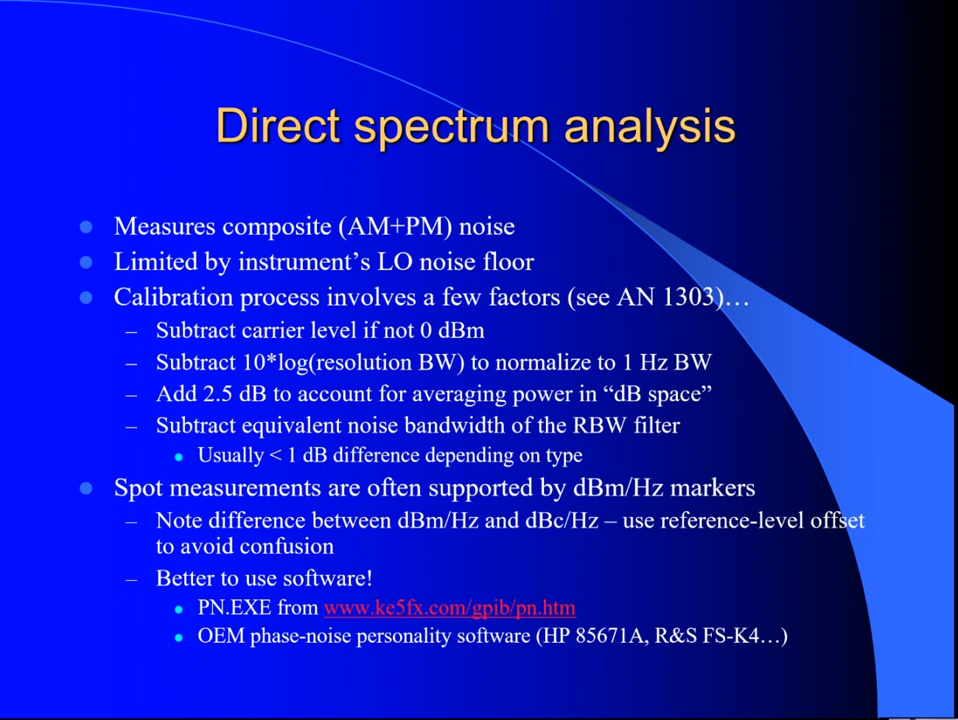 Direct spectrum analysis
Measures composite (AM+PM) noise
Limited by instrument’s LO noise floor
Calibration process involves a few factors (see AN 1303)…
– Subtract carrier level if not 0 dBm
– Subtract 10*log(resolution BW) to normalize to 1 Hz BW
– Add 2.5 dB to account for averaging power in “dB space”
– Subtract equivalent noise bandwidth of the RBW filter
Usually < 1 dB difference depending on type
Spot measurements are often supported by dBm/Hz markers
– Note difference between dBm/Hz and dBc/Hz – use reference-level offset
to avoid confusion
– Better to use software!
PN.EXE from www.ke5fx.com/gpib/pn.htm
OEM phase-noise personality software (HP 85671A, R&S FS-K4…)